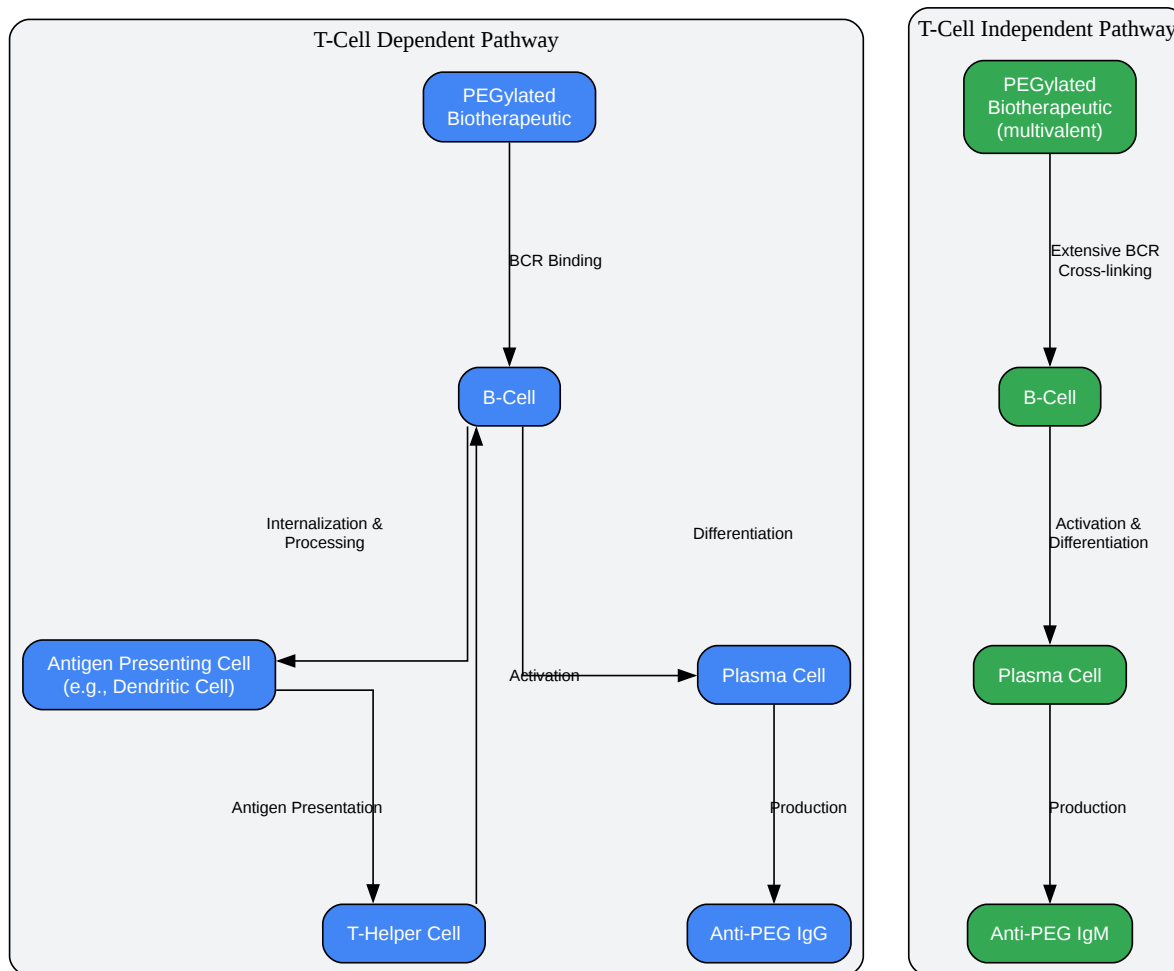 T-Cell Dependent Pathway
PEGylated
Biotherapeutic
BCR Binding
B-Cell
Internalization &
Processing
Differentiation
Antigen Presenting Cell
(e.g., Dendritic Cell)
Activation
Plasma Cell
Antigen Presentation
Production
T-Helper Cell
Anti-PEG IgG
T-Cell Independent Pathway
PEGylated
Biotherapeutic
(multivalent)
Extensive BCR
Cross-linking
B-Cell
Activation &
Differentiation
Plasma Cell
Production
Anti-PEG IgM